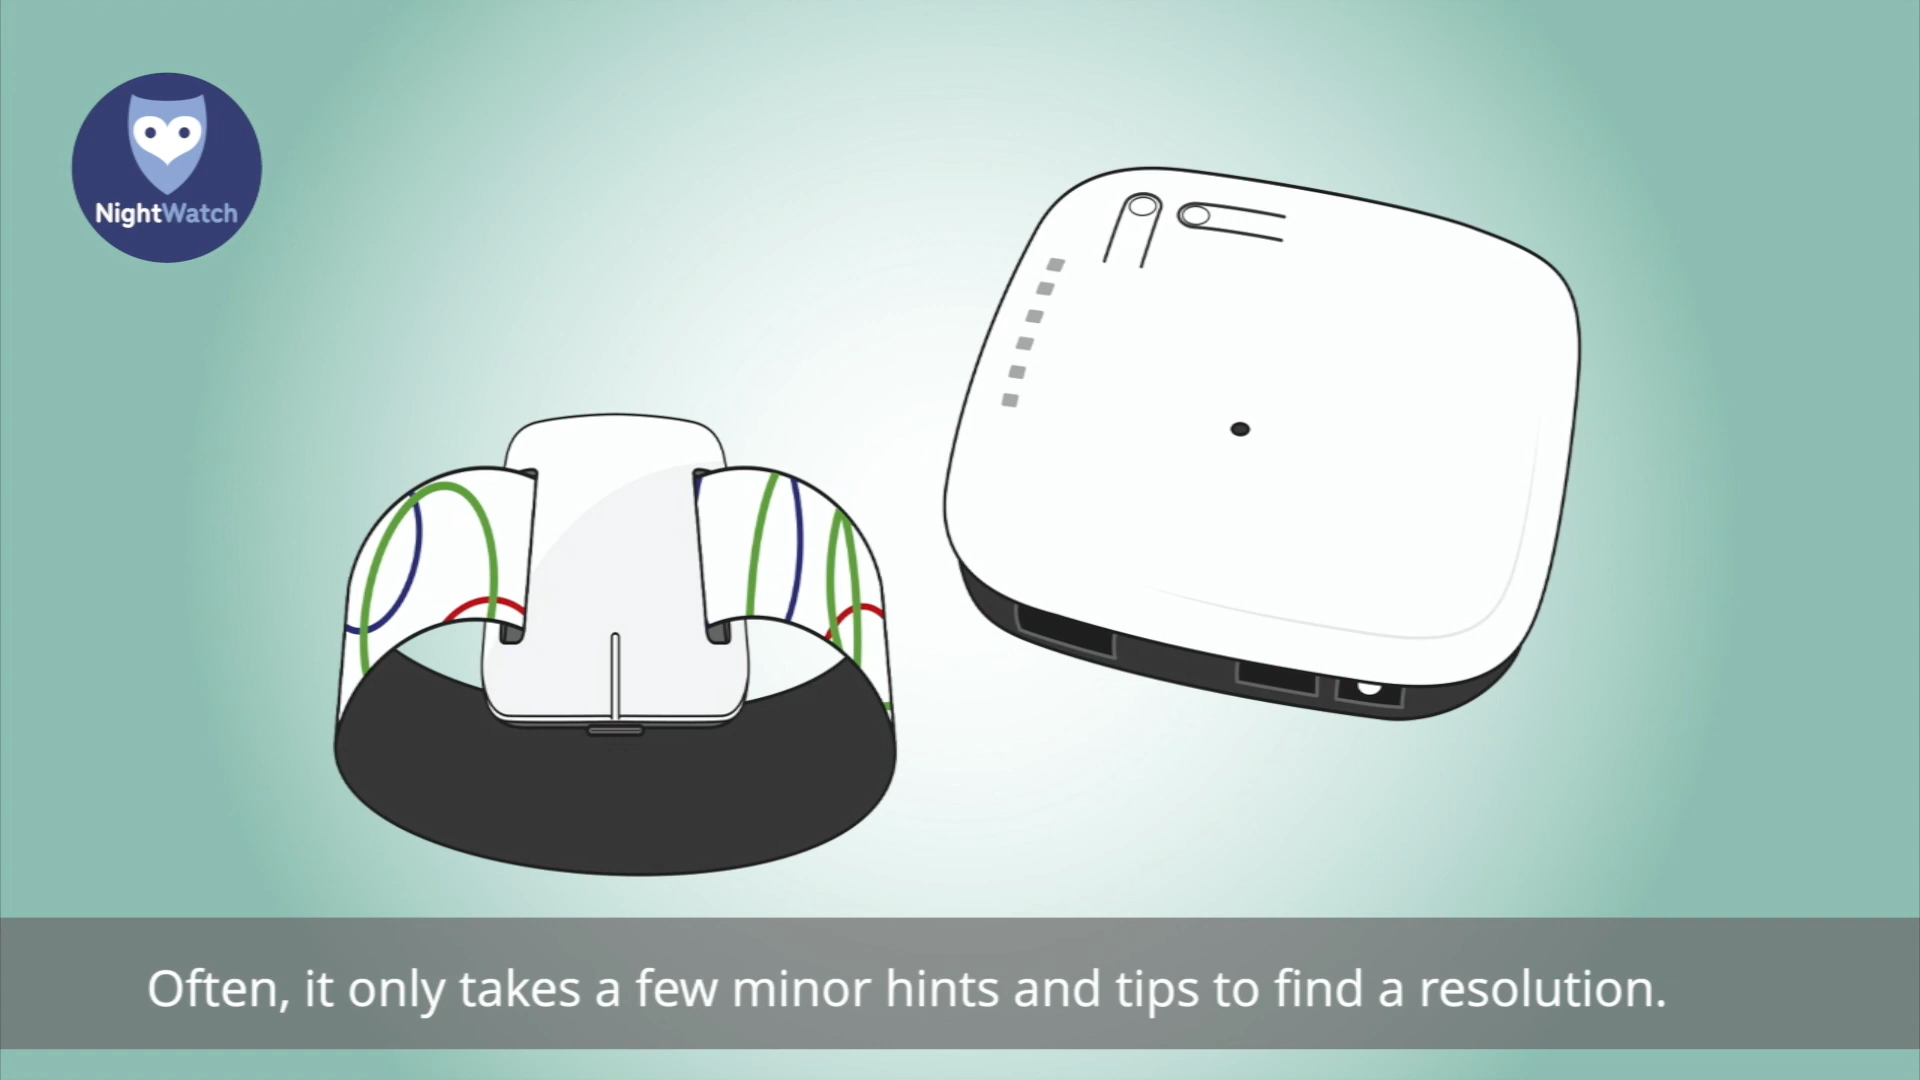 NightWatch
Often, it only takes a few minor hints and tips to find a resolution.